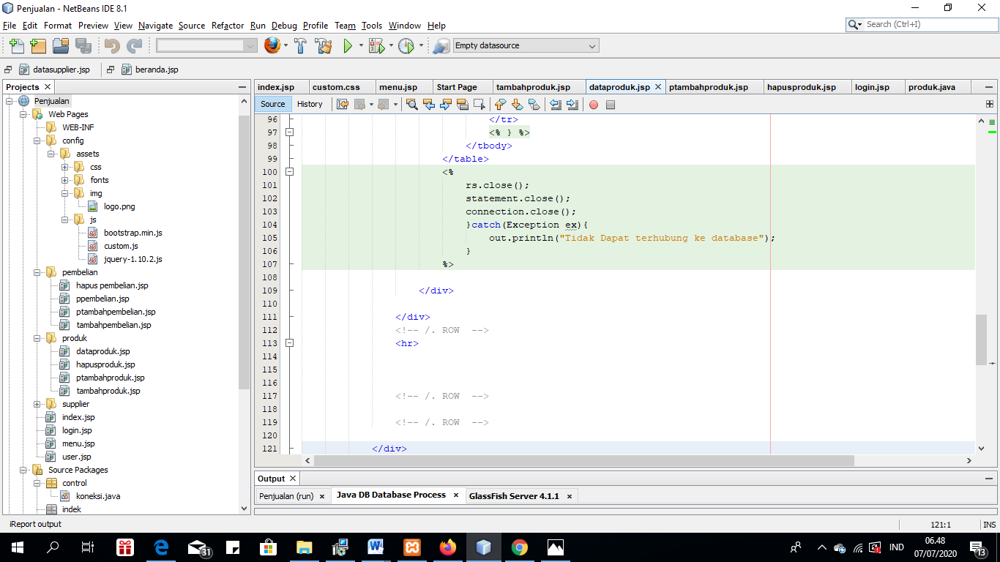 Penjualan - NetBeans IDE 8.1
File Edit Format Preview View Navigate Source Refactor Run Debug Profile Team Tools Window Help
Search (Ctrl+I)
Empty datasource
datasupplier.jsp beranda.jsp
Projects
Penjualan
Web Pages
WEB-INF
config
assets
css
fonts
img
logo.png
js
bootstrap.min.js
custom.js
jquery-1.10.2.js
pembelian
hapus pembelian.jsp
ppembelian.jsp
ptambahpembelian.jsp
tambahpembelian.jsp
produk
dataproduk.jsp
hapusproduk.jsp
ptambahproduk.jsp
tambahproduk.jsp
supplier
index.jsp
login.jsp
menu.jsp
user.jsp
Source Packages
control
koneksi.java
indek
index.jsp custom.css menu.jsp Start Page tambahproduk.jsp dataproduk.jsp ptambahproduk.jsp hapusproduk.jsp login.jsp produk.java
Source History
96 </tr>
97 <% } %>
98 </tbody>
99 </table>
100 <%
101 rs.close();
102 statement.close();
103 connection.close();
104 }catch(Exception ex){
105 out.println("Tidak Dapat terhubung ke database");
106 }
107 %>
108
109 </div>
110
111 </div>
112 <!-- /. ROW  -->
113 <hr>
114
115
116
117 <!-- /. ROW  -->
118
119 <!-- /. ROW  -->
120
121 </div>
Output
Penjualan (run) Java DB Database Process GlassFish Server 4.1.1
iReport output
121:1 INS
31
IND
06.48
07/07/2020
13